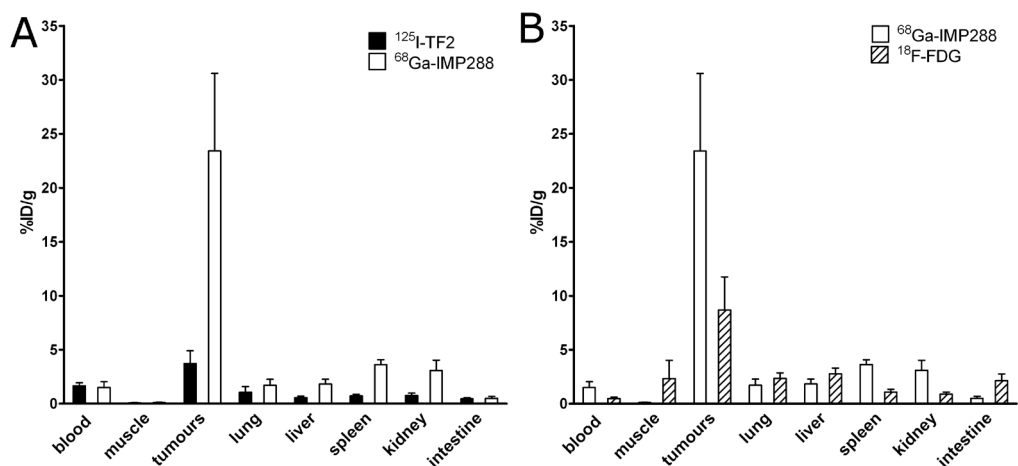 A
35
30
25
20
15
10
5
0
%ID/g
¹²⁵I-TF2
⁶⁸Ga-IMP288
blood
muscle
tumours
lung
liver
spleen
kidney
intestine
B
35
30
25
20
15
10
5
0
%ID/g
⁶⁸Ga-IMP288
¹⁸F-FDG
blood
muscle
tumours
lung
liver
spleen
kidney
intestine